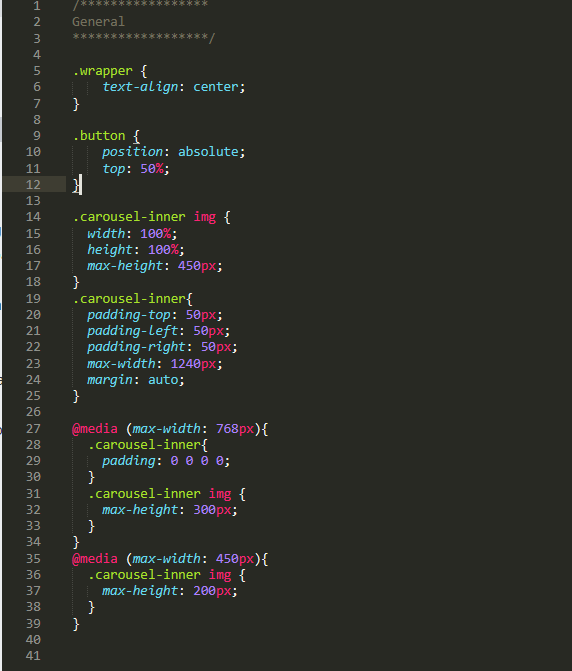 1 /*****************
2 General
3 ******************/
4
5 .wrapper {
6     text-align: center;
7 }
8
9 .button {
10     position: absolute;
11     top: 50%;
12 }
13
14 .carousel-inner img {
15   width: 100%;
16   height: 100%;
17   max-height: 450px;
18 }
19 .carousel-inner{
20   padding-top: 50px;
21   padding-left: 50px;
22   padding-right: 50px;
23   max-width: 1240px;
24   margin: auto;
25 }
26
27 @media (max-width: 768px){
28   .carousel-inner{
29     padding: 0 0 0 0;
30   }
31   .carousel-inner img {
32     max-height: 300px;
33   }
34 }
35 @media (max-width: 450px){
36   .carousel-inner img {
37     max-height: 200px;
38   }
39 }
40
41